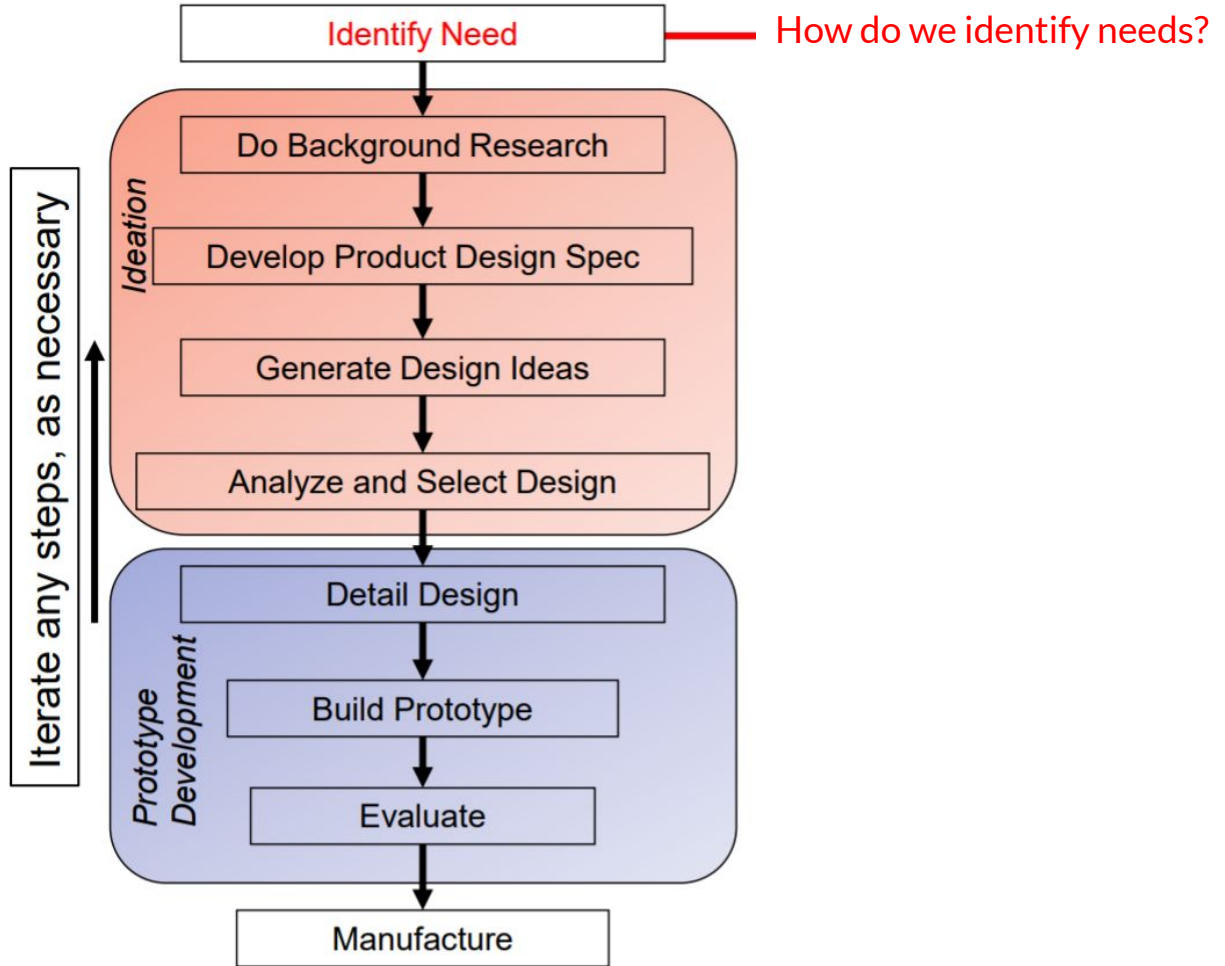 Identify Need
How do we identify needs?
Do Background Research
Ideation
Develop Product Design Spec
Generate Design Ideas
Analyze and Select Design
Iterate any steps, as necessary
Detail Design
Build Prototype
Prototype
Development
Evaluate
Manufacture